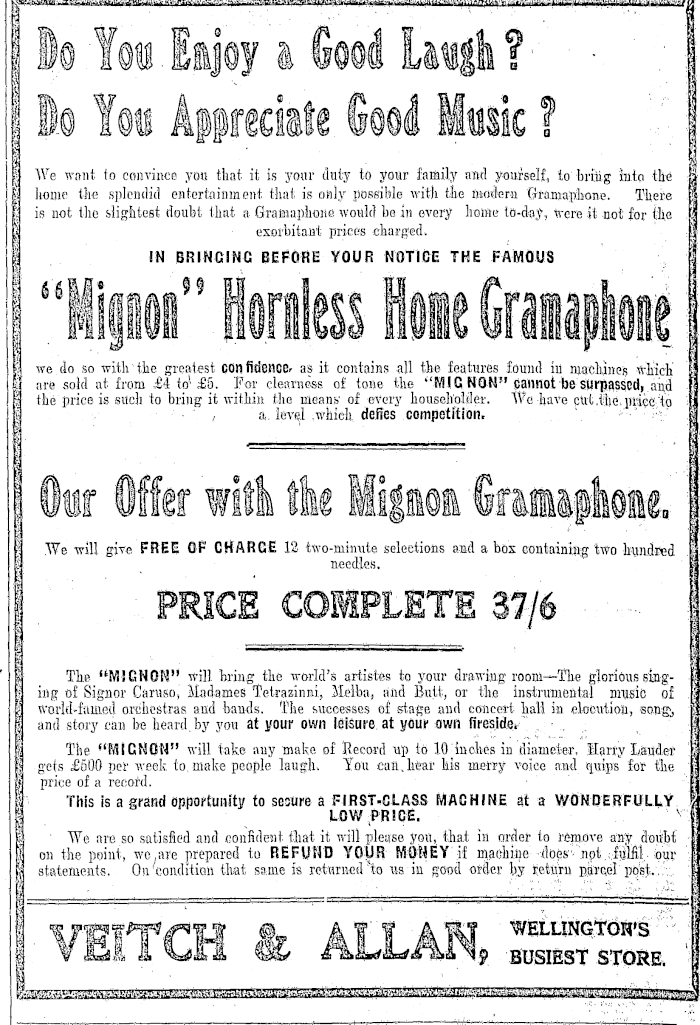 Do You Enjoy a Good Laugh?
Do You Appreciate Good Music?
We want to convince you that it is your duty to your family and yourself, to bring into the
home the splendid entertainment that is only possible with the modern Gramaphone. There
is not the slightest doubt that a Gramaphone would be in every home to-day, were it not for the
exorbitant prices charged.
IN BRINGING BEFORE YOUR NOTICE THE FAMOUS
"Mignon" Hornless Home Gramaphone
we do so with the greatest confidence, as it contains all the features found in machines which
are sold at from £4 to £5. For clearness of tone the "MIGNON" cannot be surpassed, and
the price is such to bring it within the means of every householder. We have cut the price to
a level which defies competition.
Our Offer with the Mignon Gramaphone.
We will give FREE OF CHARGE 12 two-minute selections and a box containing two hundred
needles.
PRICE COMPLETE 37/6
The "MIGNON" will bring the world's artistes to your drawing room—The glorious sing-
ing of Signor Caruso, Madames Tetrazinni, Melba, and Butt, or the instrumental music of
world-famed orchestras and bands. The successes of stage and concert hall in elocution, song,
and story can be heard by you at your own leisure at your own fireside.
The "MIGNON" will take any make of Record up to 10 inches in diameter. Harry Lauder
gets £500 per week to make people laugh. You can hear his merry voice and quips for the
price of a record.
This is a grand opportunity to secure a FIRST-CLASS MACHINE at a WONDERFULLY
LOW PRICE.
We are so satisfied and confident that it will please you, that in order to remove any doubt
on the point, we are prepared to REFUND YOUR MONEY if machine does not fulfil our
statements. On condition that same is returned to us in good order by return parcel post.
VEITCH & ALLAN, WELLINGTON'S
BUSIEST STORE.